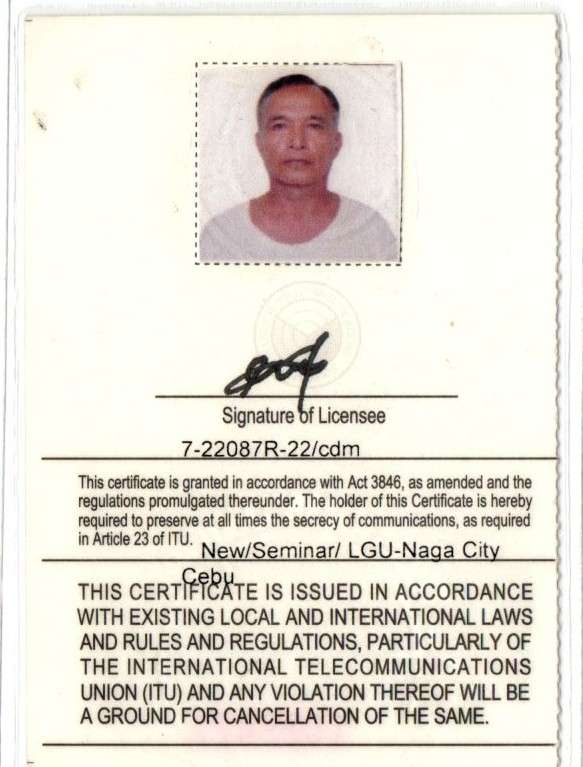 Signature of Licensee
7-22087R-22/cdm
This certificate is granted in accordance with Act 3846, as amended and the
regulations promulgated thereunder. The holder of this Certificate is hereby
required to preserve at all times the secrecy of communications, as required
in Article 23 of ITU.
New/Seminar/ LGU-Naga City
Cebu
THIS CERTIFICATE IS ISSUED IN ACCORDANCE
WITH EXISTING LOCAL AND INTERNATIONAL LAWS
AND RULES AND REGULATIONS, PARTICULARLY OF
THE INTERNATIONAL TELECOMMUNICATIONS
UNION (ITU) AND ANY VIOLATION THEREOF WILL BE
A GROUND FOR CANCELLATION OF THE SAME.